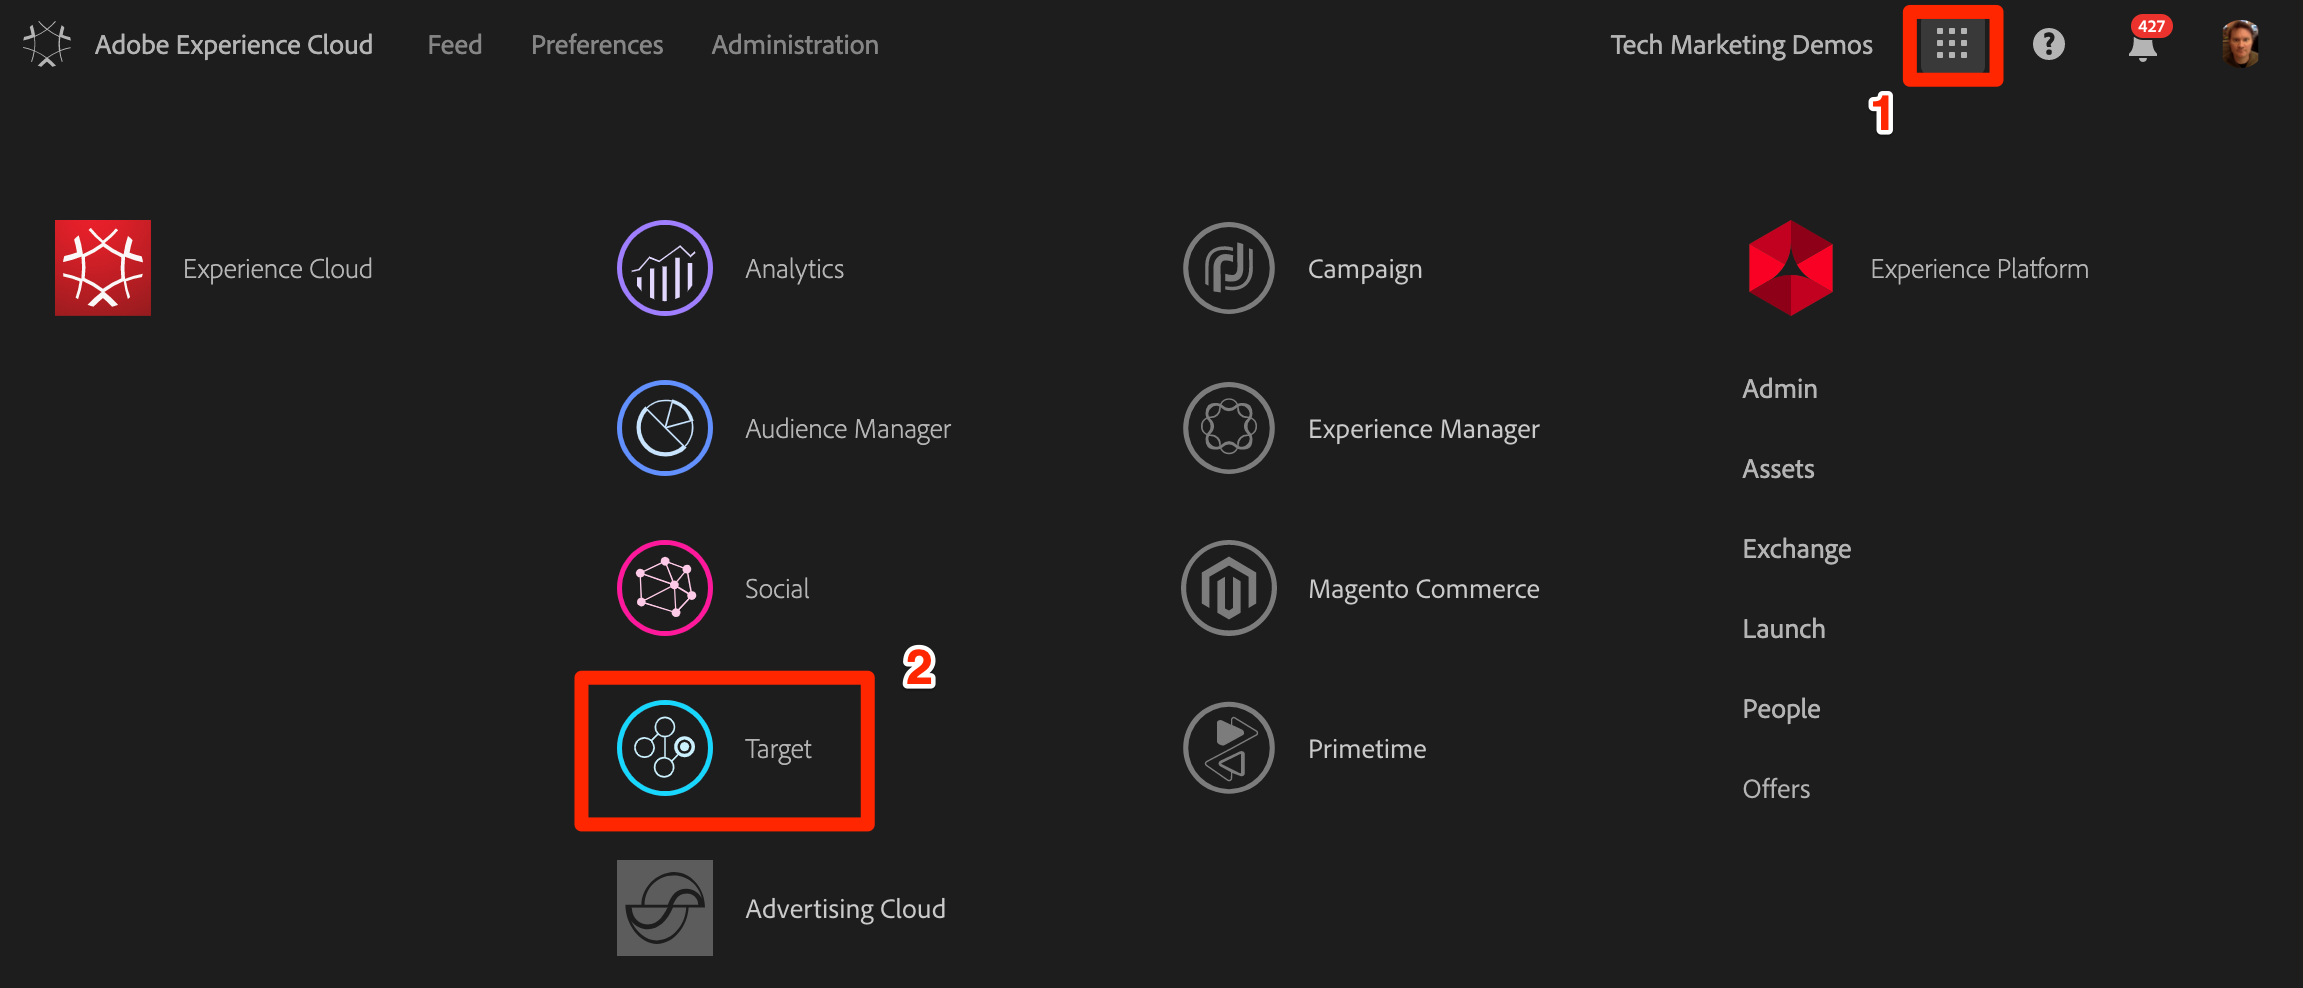 Adobe Experience Cloud Feed Preferences Administration Tech Marketing Demos ? 427
1
Experience Cloud Analytics Campaign Experience Platform
Admin
Audience Manager Experience Manager
Assets
Exchange
Social Magento Commerce
Launch
2
People
Target Primetime
Offers
Advertising Cloud